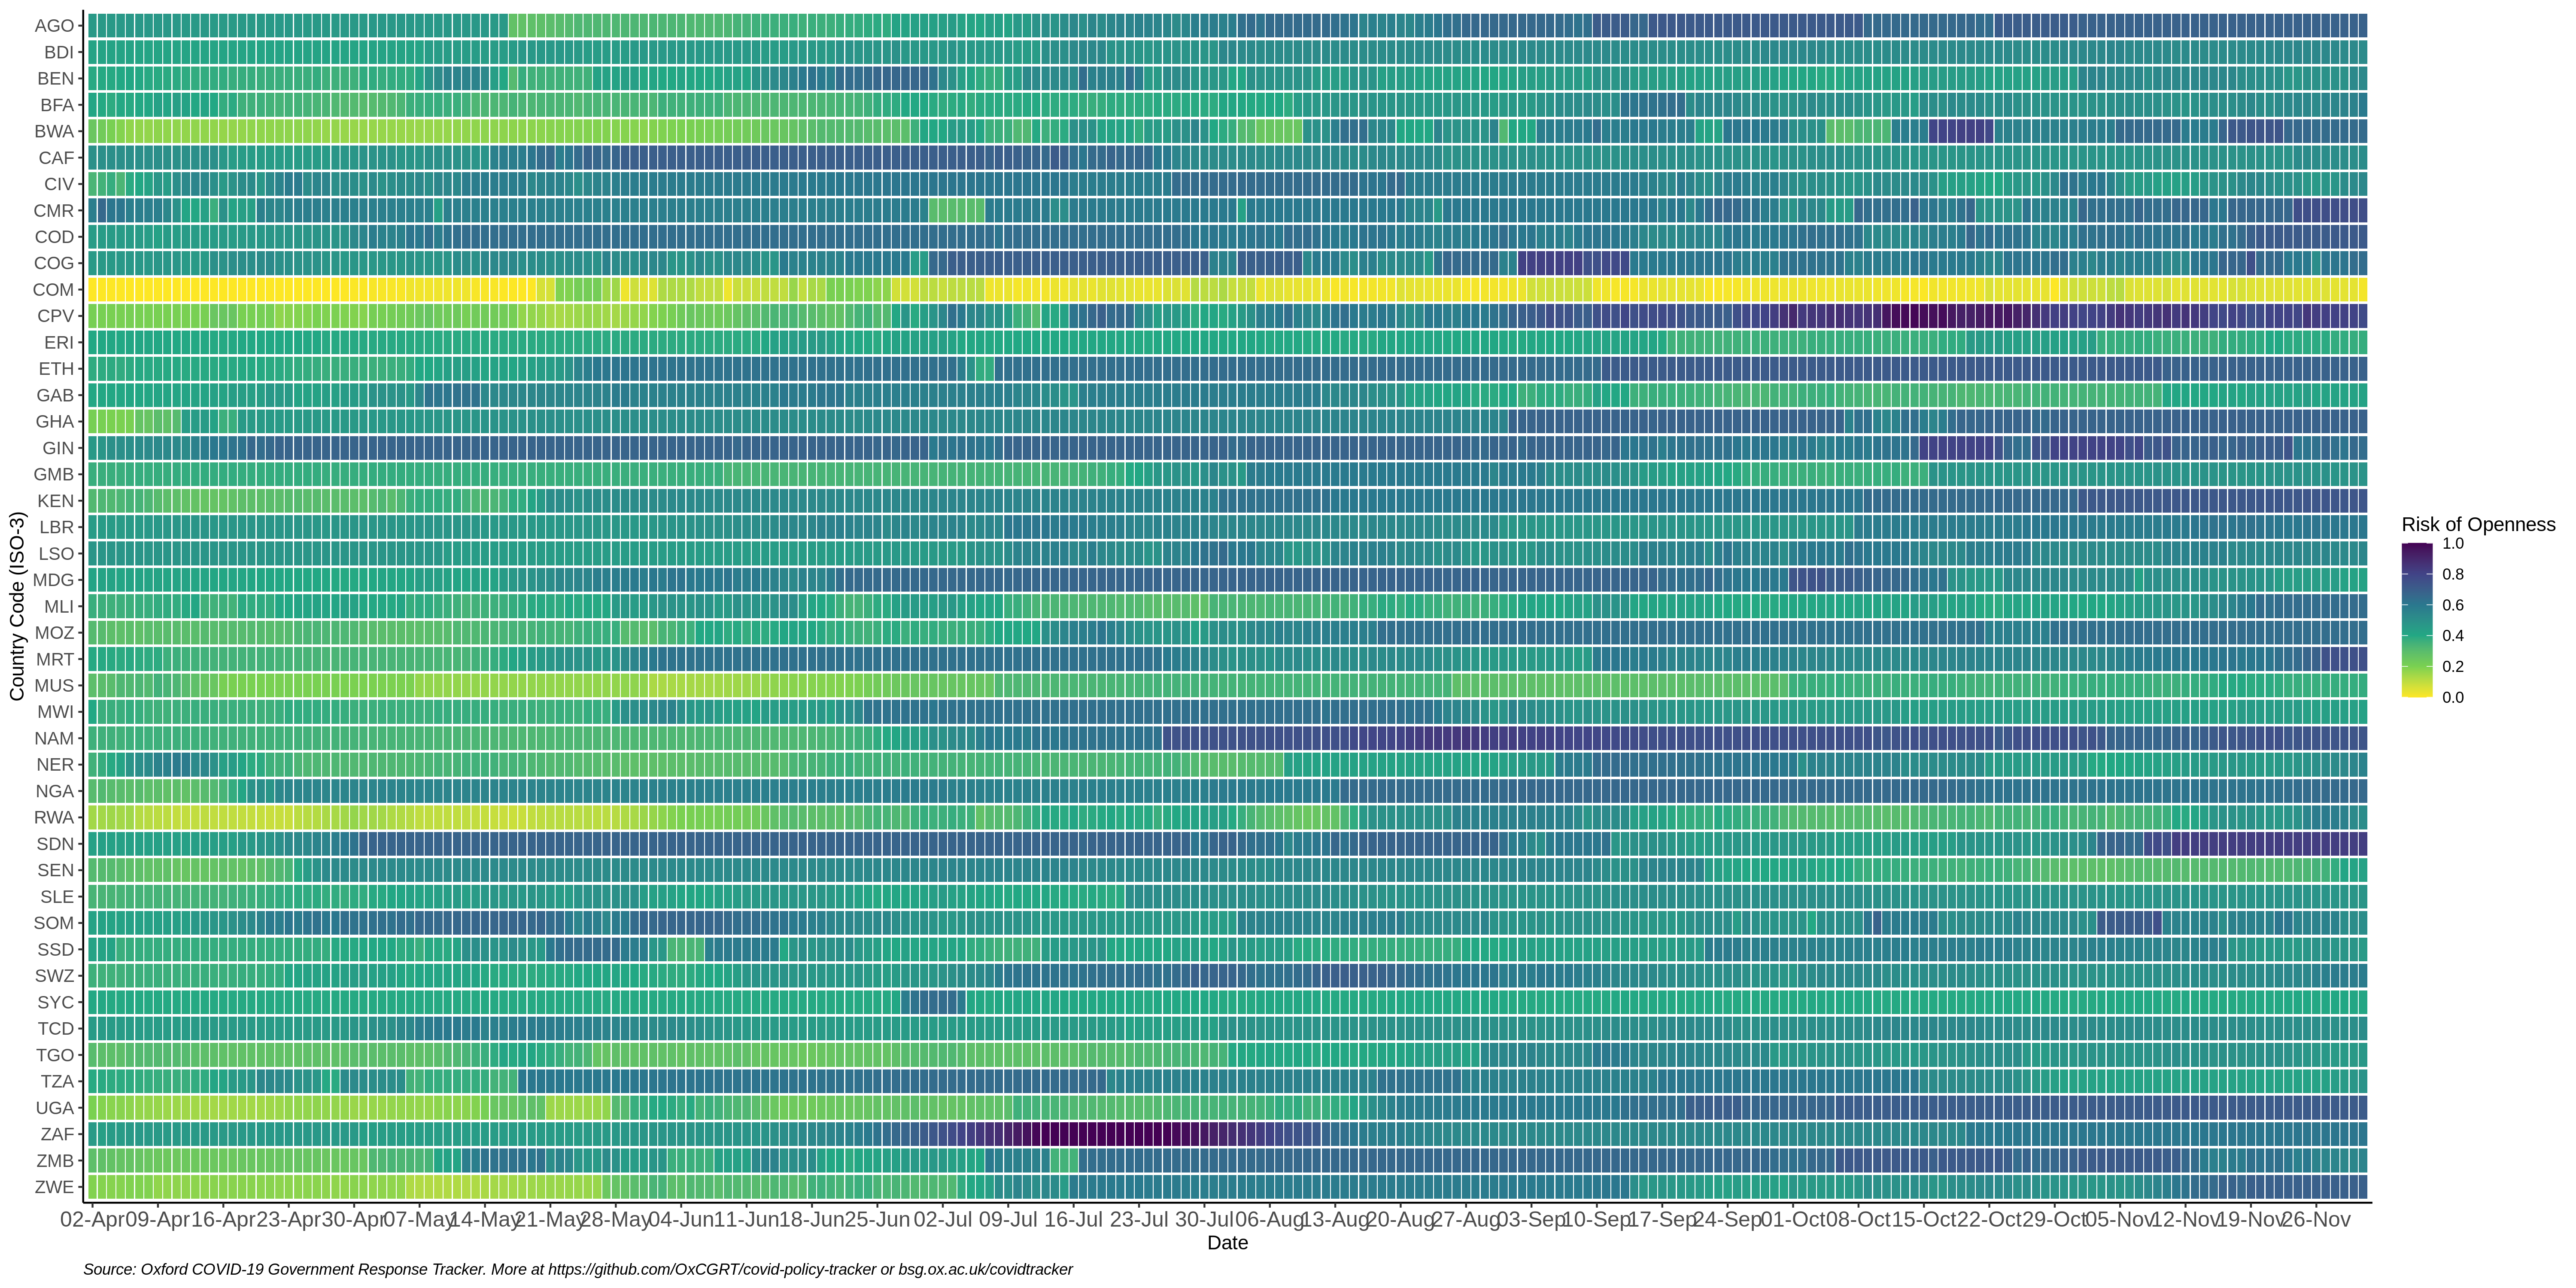 AGO
BDI
BEN
BFA
BWA
CAF
CIV
CMR
COD
COG
COM
CPV
ERI
ETH
GAB
GHA
GIN
GMB
KEN
LBR
LSO
MDG
MLI
MOZ
MRT
MUS
MWI
NAM
NER
NGA
RWA
SDN
SEN
SLE
SOM
SSD
SWZ
SYC
TCD
TGO
TZA
UGA
ZAF
ZMB
ZWE
Country Code (ISO-3)
02-Apr 09-Apr 16-Apr 23-Apr 30-Apr 07-May 14-May 21-May 28-May 04-Jun 11-Jun 18-Jun 25-Jun 02-Jul 09-Jul 16-Jul 23-Jul 30-Jul 06-Aug 13-Aug 20-Aug 27-Aug 03-Sep 10-Sep 17-Sep 24-Sep 01-Oct 08-Oct 15-Oct 22-Oct 29-Oct 05-Nov 12-Nov 19-Nov 26-Nov
Date
Risk of Openness
1.0
0.8
0.6
0.4
0.2
0.0
Source: Oxford COVID-19 Government Response Tracker. More at https://github.com/OxCGRT/covid-policy-tracker or bsg.ox.ac.uk/covidtracker